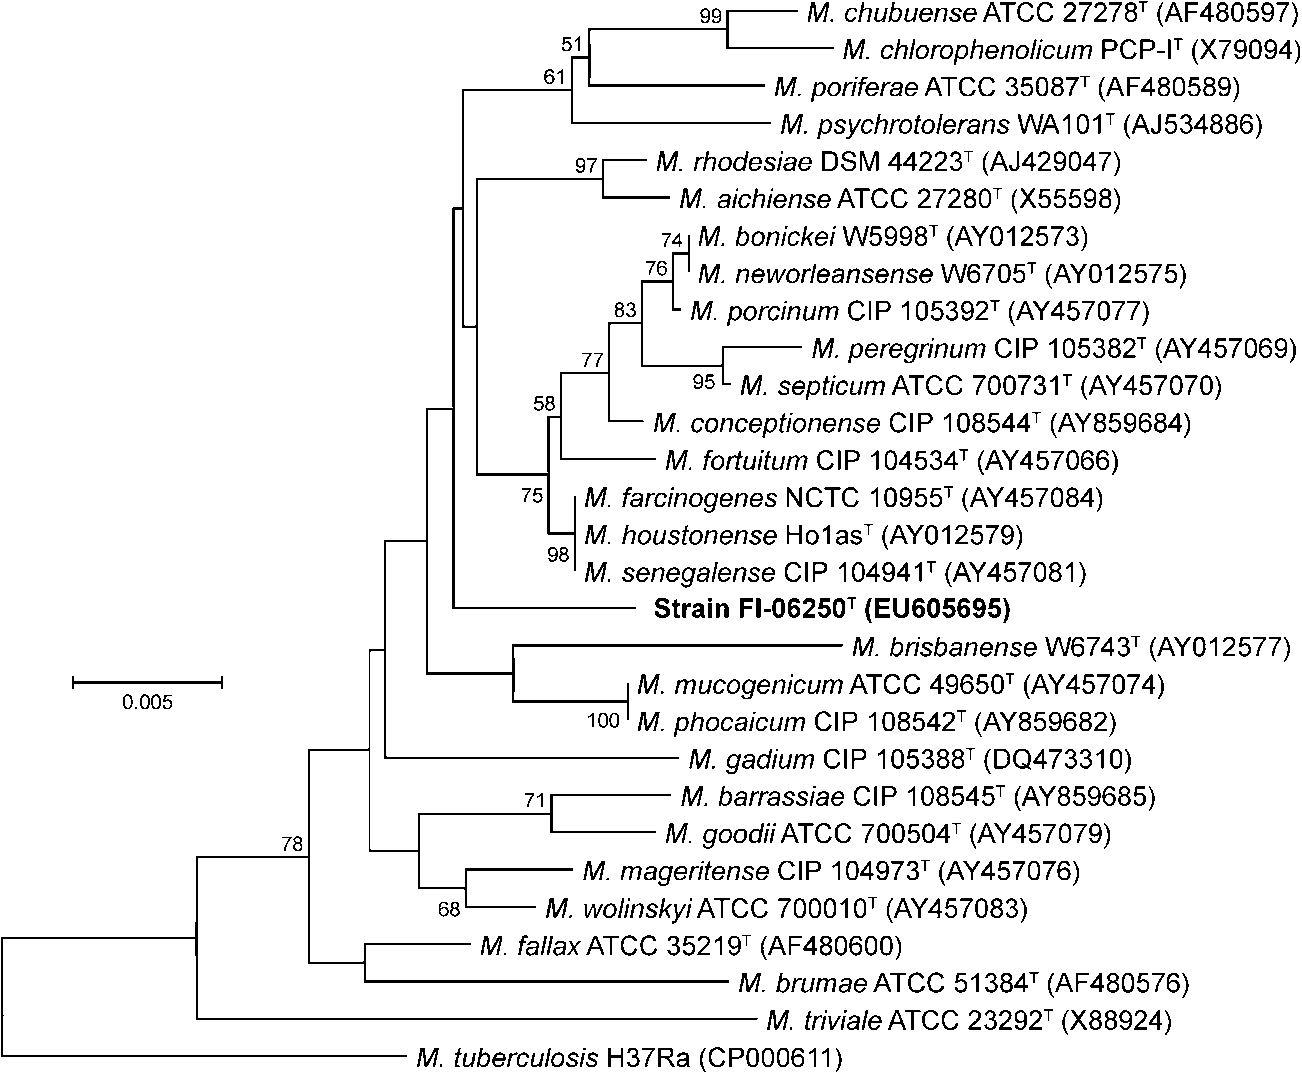 99 M. chubuense ATCC 27278ᵀ (AF480597)
51 M. chlorophenolicum PCP-Iᵀ (X79094)
61 M. poriferae ATCC 35087ᵀ (AF480589)
M. psychrotolerans WA101ᵀ (AJ534886)
97 M. rhodesiae DSM 44223ᵀ (AJ429047)
M. aichiense ATCC 27280ᵀ (X55598)
74 M. bonickei W5998ᵀ (AY012573)
76 M. neworleansense W6705ᵀ (AY012575)
83 M. porcinum CIP 105392ᵀ (AY457077)
77 M. peregrinum CIP 105382ᵀ (AY457069)
95 M. septicum ATCC 700731ᵀ (AY457070)
58 M. conceptionense CIP 108544ᵀ (AY859684)
M. fortuitum CIP 104534ᵀ (AY457066)
75 M. farcinogenes NCTC 10955ᵀ (AY457084)
M. houstonense Ho1asᵀ (AY012579)
98 M. senegalense CIP 104941ᵀ (AY457081)
Strain FI-06250ᵀ (EU605695)
M. brisbanense W6743ᵀ (AY012577)
M. mucogenicum ATCC 49650ᵀ (AY457074)
0.005
100 M. phocaicum CIP 108542ᵀ (AY859682)
M. gadium CIP 105388ᵀ (DQ473310)
71 M. barrassiae CIP 108545ᵀ (AY859685)
M. goodii ATCC 700504ᵀ (AY457079)
78 M. mageritense CIP 104973ᵀ (AY457076)
68 M. wolinskyi ATCC 700010ᵀ (AY457083)
M. fallax ATCC 35219ᵀ (AF480600)
M. brumae ATCC 51384ᵀ (AF480576)
M. triviale ATCC 23292ᵀ (X88924)
M. tuberculosis H37Ra (CP000611)